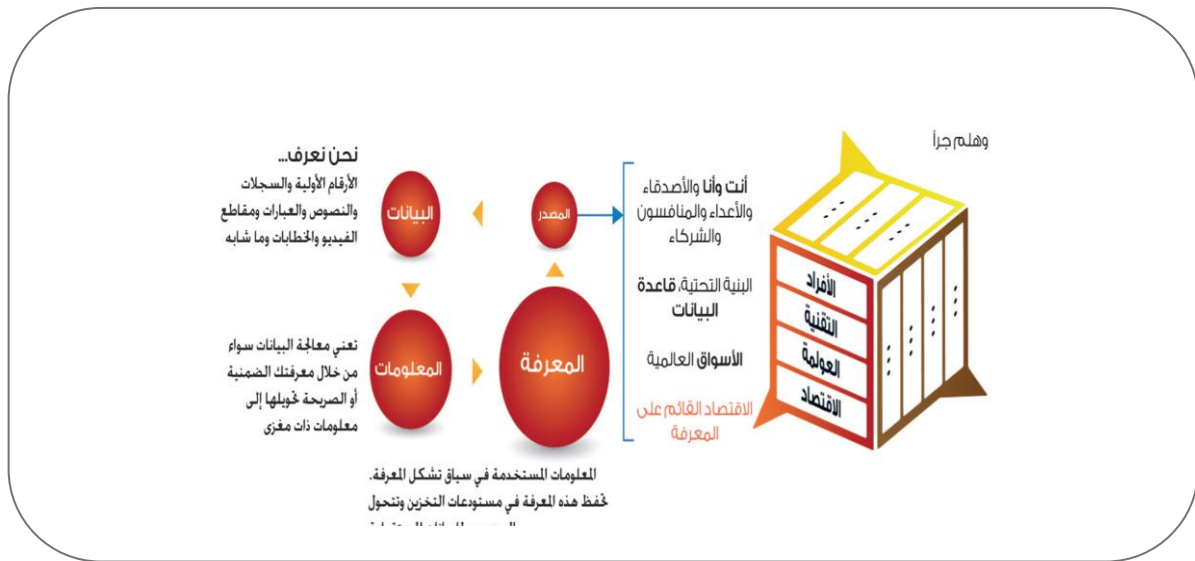 وهلم جراً
الأفراد
التقنية
العولمة
الاقتصاد
أنت وأنا والأصدقاء
والأعداء والمنافسون
والشركاء
البنية التحتية، قاعدة
البيانات
الأسواق العالمية
الاقتصاد القائم على
المعرفة
المصدر
البيانات
نحن نعرف...
الأرقام الأولية والسجلات
والنصوص والعبارات ومقاطع
الفيديو والخطابات وما شابه
المعرفة
المعلومات
تعني معالجة البيانات سواء
من خلال معرفتك الضمنية
أو الصريحة تحويلها إلى
معلومات ذات مغزى
المعلومات المستخدمة في سياق تشكل المعرفة.
تحفظ هذه المعرفة في مستودعات التخزين وتتحول